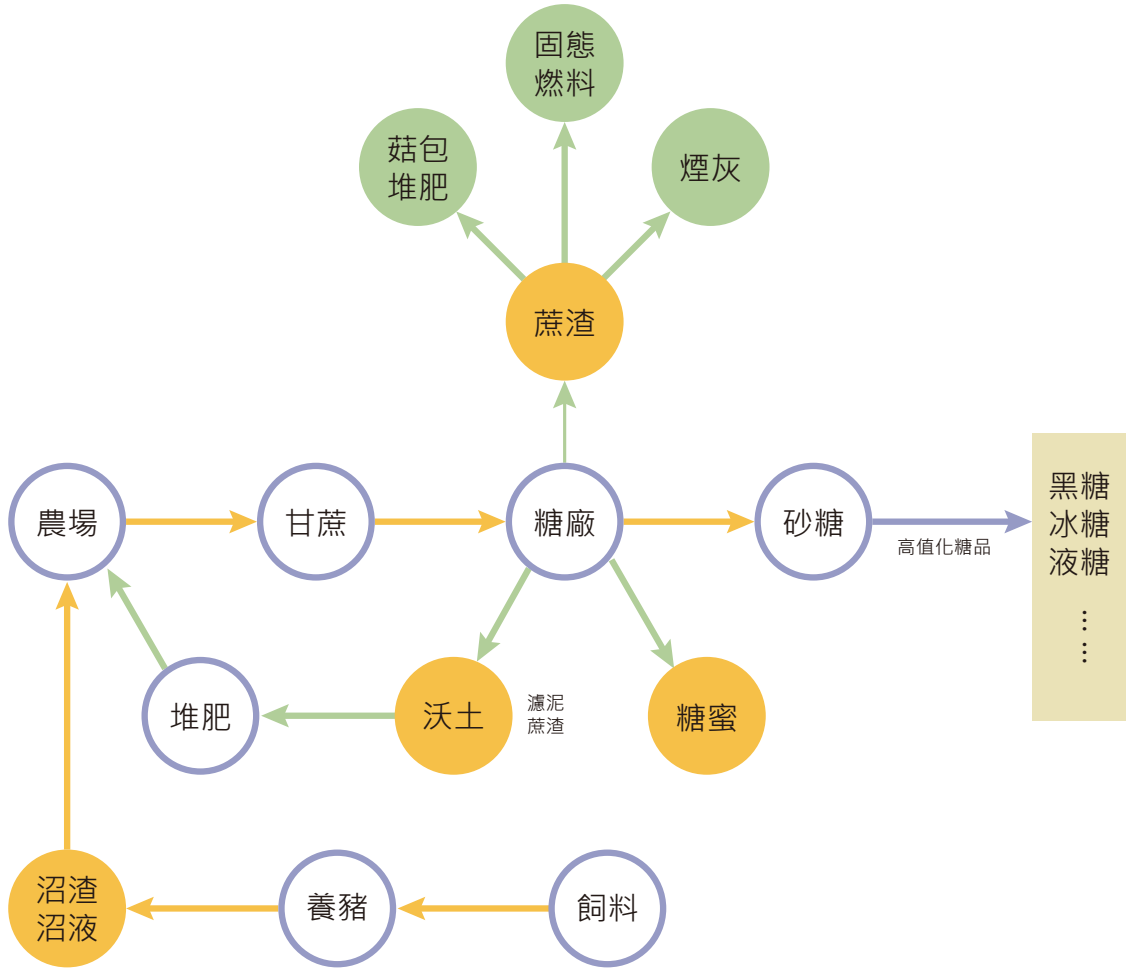 固態
燃料
菇包
堆肥
煙灰
蔗渣
農場
甘蔗
糖廠
砂糖
高值化糖品
黑糖
冰糖
液糖
⋮
⋮
堆肥
沃土
濾泥
蔗渣
糖蜜
沼渣
沼液
養豬
飼料